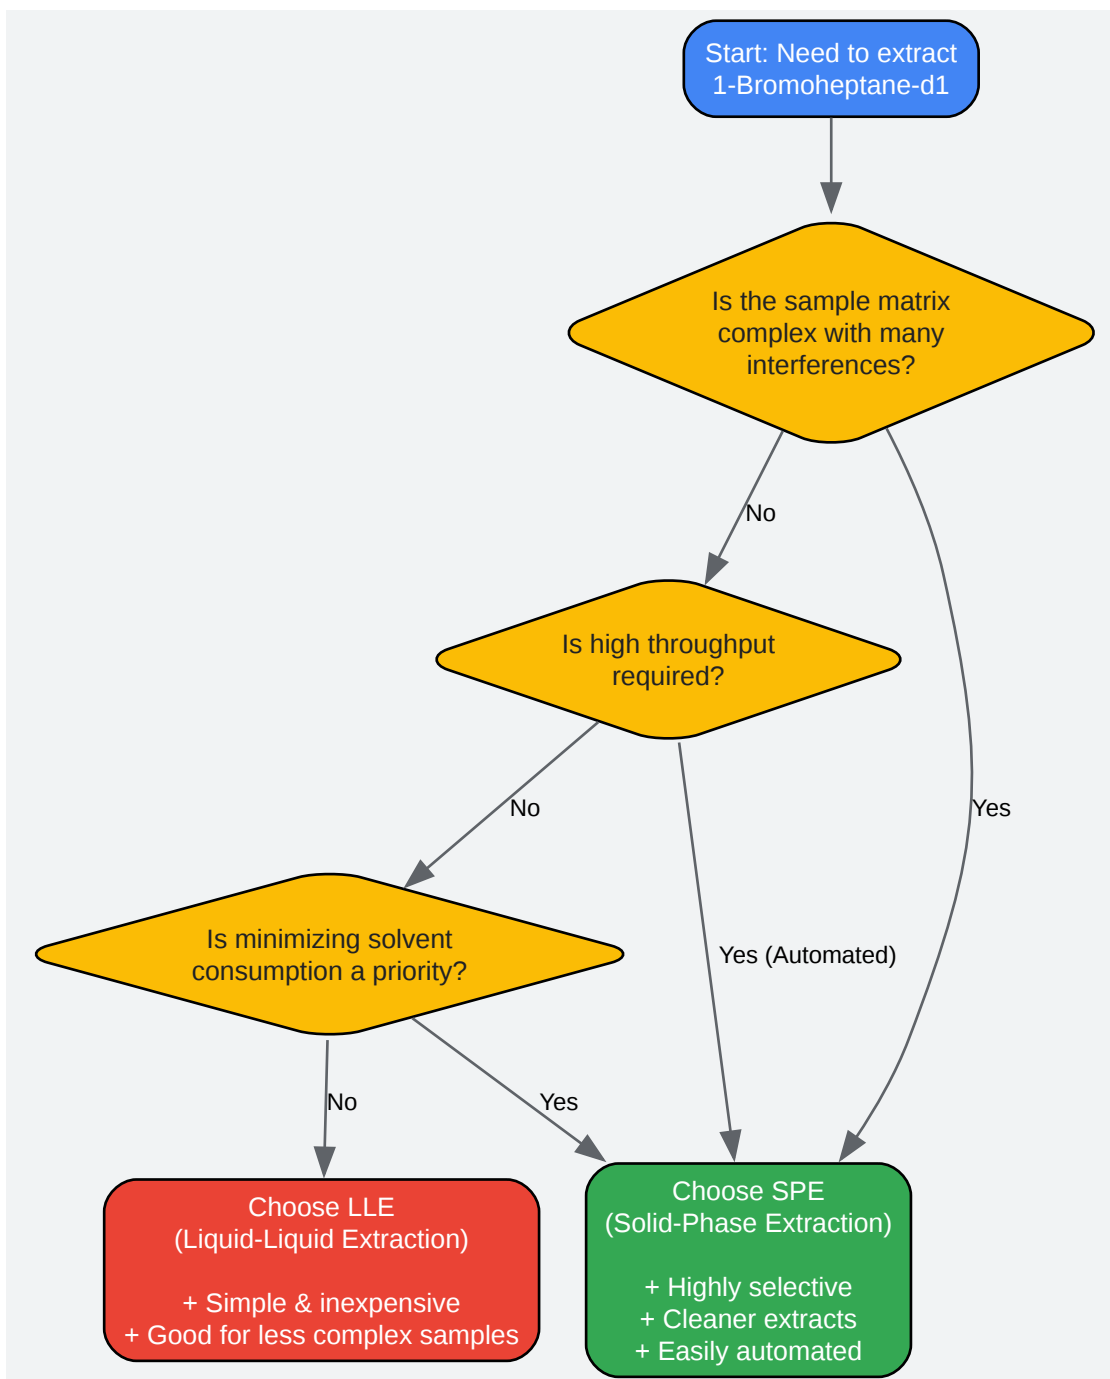 Start: Need to extract
1-Bromoheptane-d1
Is the sample matrix
complex with many
interferences?
No
Is high throughput
required?
No
Yes
Is minimizing solvent
consumption a priority?
Yes (Automated)
No
Yes
Choose LLE
(Liquid-Liquid Extraction)
+ Simple & inexpensive
+ Good for less complex samples
Choose SPE
(Solid-Phase Extraction)
+ Highly selective
+ Cleaner extracts
+ Easily automated